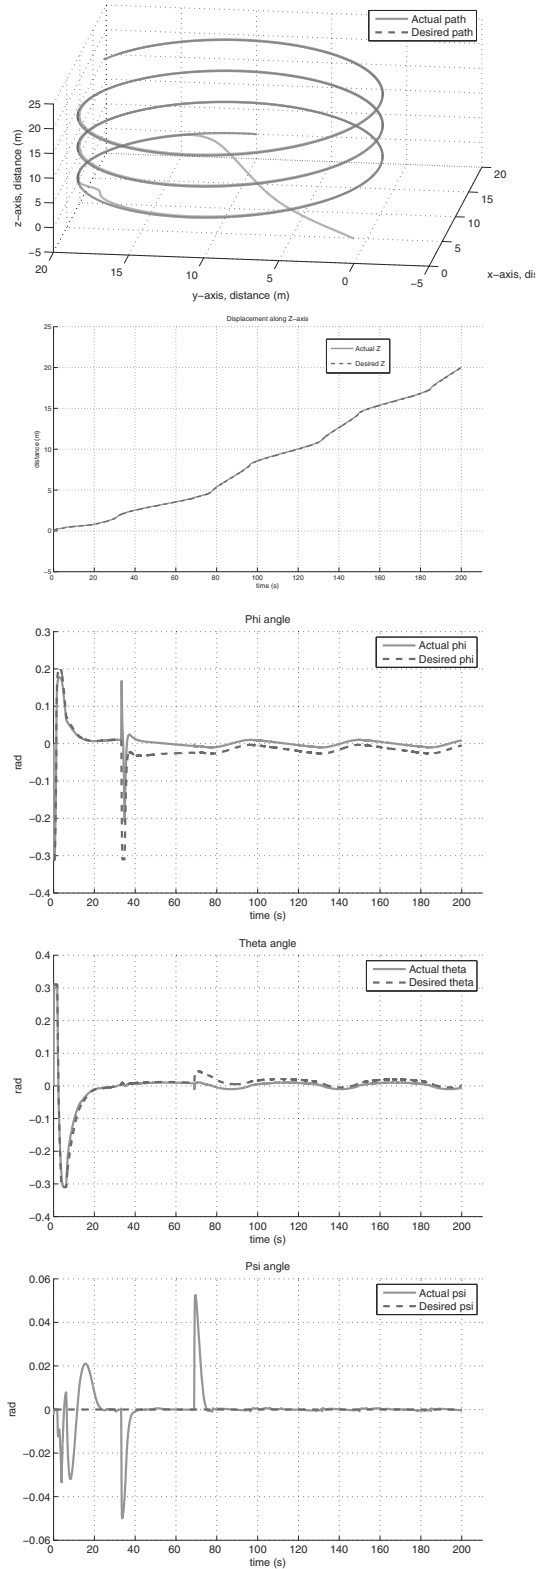 Actual path
Desired path
25
20
15
10
5
0
−5
z−axis, distance (m)
20
15
10
5
0
−5
y−axis, distance (m)
20
15
10
5
0
x−axis, dis
Displacement along Z−axis
Actual Z
Desired Z
25
20
15
10
5
0
−5
distance (m)
0 20 40 60 80 100 120 140 160 180 200
time (s)
Phi angle
Actual phi
Desired phi
0.3
0.2
0.1
0
−0.1
−0.2
−0.3
−0.4
rad
0 20 40 60 80 100 120 140 160 180 200
time (s)
Theta angle
Actual theta
Desired theta
0.4
0.3
0.2
0.1
0
−0.1
−0.2
−0.3
−0.4
rad
0 20 40 60 80 100 120 140 160 180 200
time (s)
Psi angle
Actual psi
Desired psi
0.06
0.04
0.02
0
−0.02
−0.04
−0.06
rad
0 20 40 60 80 100 120 140 160 180 200
time (s)